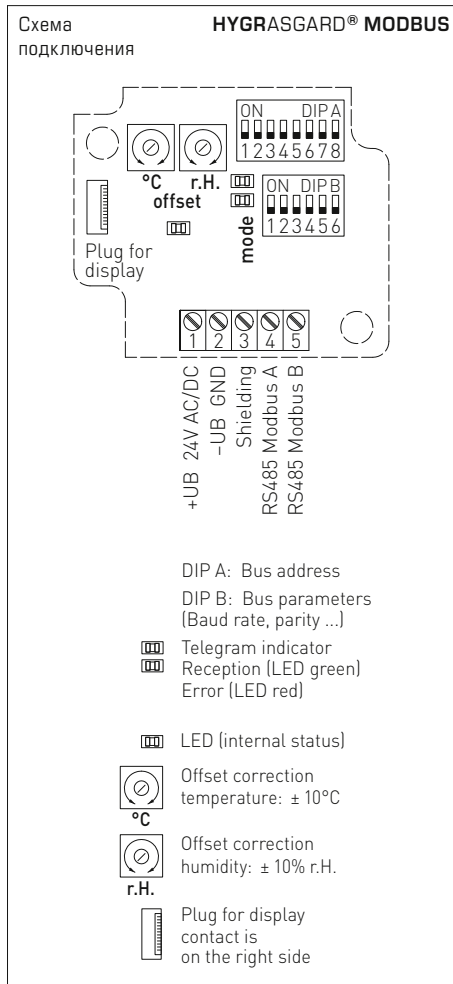 Схема
подключения
HYGRASGARD® MODBUS
ON DIP A
1 2 3 4 5 6 7 8
°C r.H.
offset
ON DIP B
1 2 3 4 5 6
mode
Plug for
display
1 2 3 4 5
+UB 24V AC/DC
–UB GND
Shielding
RS485 Modbus A
RS485 Modbus B
DIP A: Bus address
DIP B: Bus parameters
(Baud rate, parity ...)
Telegram indicator
Reception (LED green)
Error (LED red)
LED (internal status)
Offset correction
temperature: ± 10°C
°C
Offset correction
humidity: ± 10% r.H.
r.H.
Plug for display
contact is
on the right side